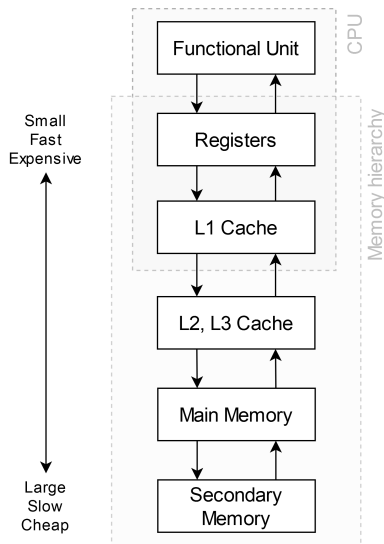 CPU
Functional Unit
Memory hierarchy
Small
Fast
Expensive
Registers
L1 Cache
L2, L3 Cache
Main Memory
Large
Slow
Cheap
Secondary
Memory